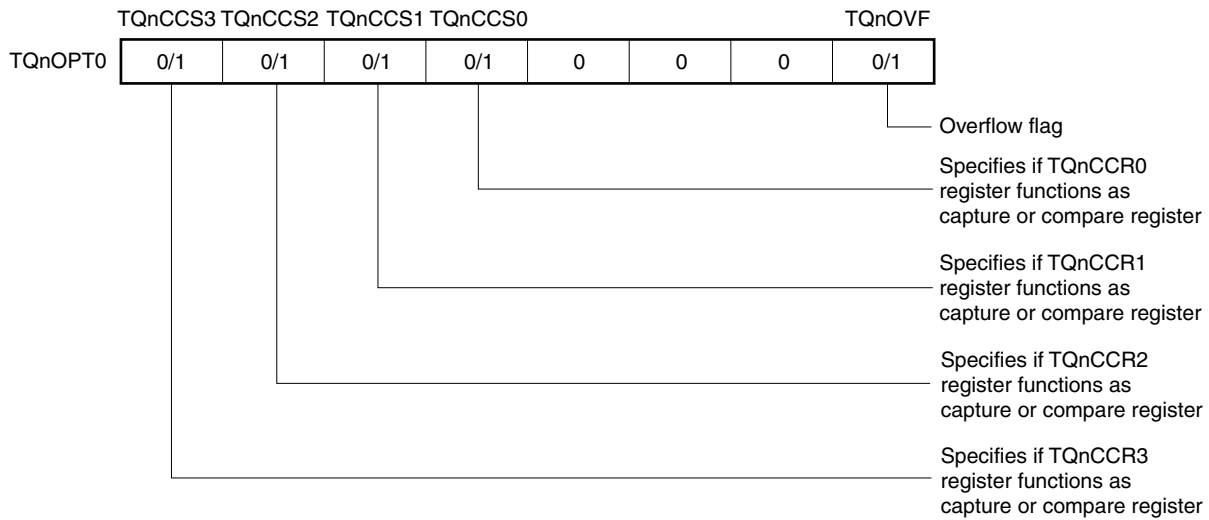 TQnCCS3 TQnCCS2 TQnCCS1 TQnCCS0 TQnOVF
TQnOPT0 0/1 0/1 0/1 0/1 0 0 0 0/1
Overflow flag
Specifies if TQnCCR0
register functions as
capture or compare register
Specifies if TQnCCR1
register functions as
capture or compare register
Specifies if TQnCCR2
register functions as
capture or compare register
Specifies if TQnCCR3
register functions as
capture or compare register